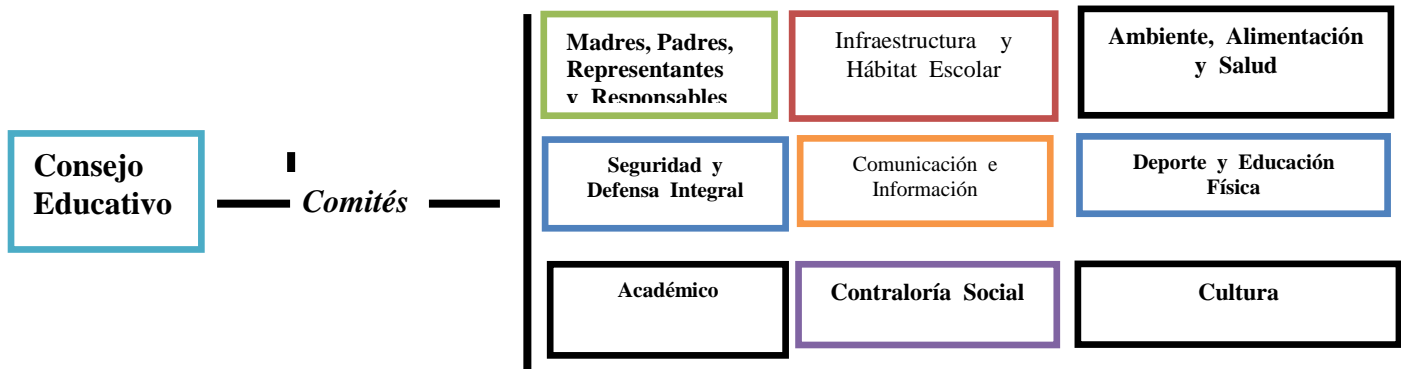 Consejo
Educativo
Comités
Madres, Padres,
Representantes
y Responsables
Infraestructura y
Hábitat Escolar
Ambiente, Alimentación
y Salud
Seguridad y
Defensa Integral
Comunicación e
Información
Deporte y Educación
Física
Académico
Contraloría Social
Cultura